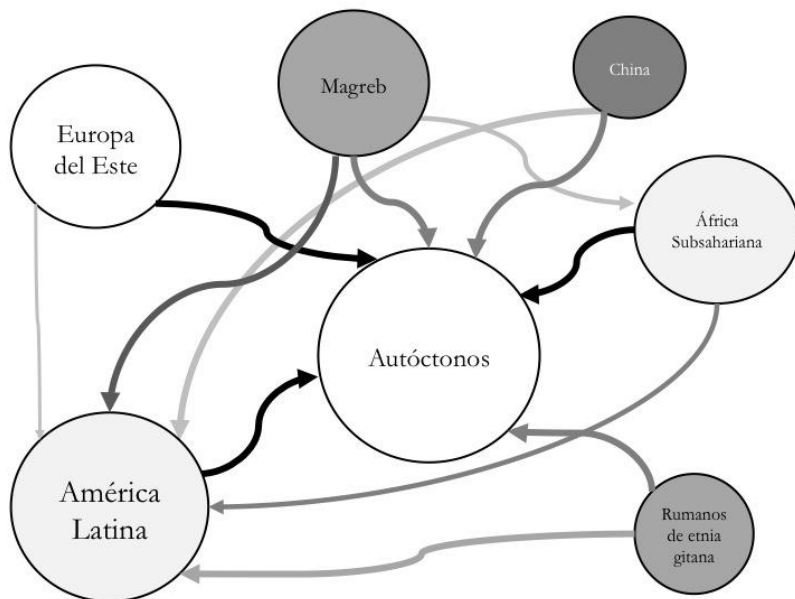 Magreb
China
Europa
del Este
África
Subsahariana
Autóctonos
América
Latina
Rumanos
de etnia
gitana